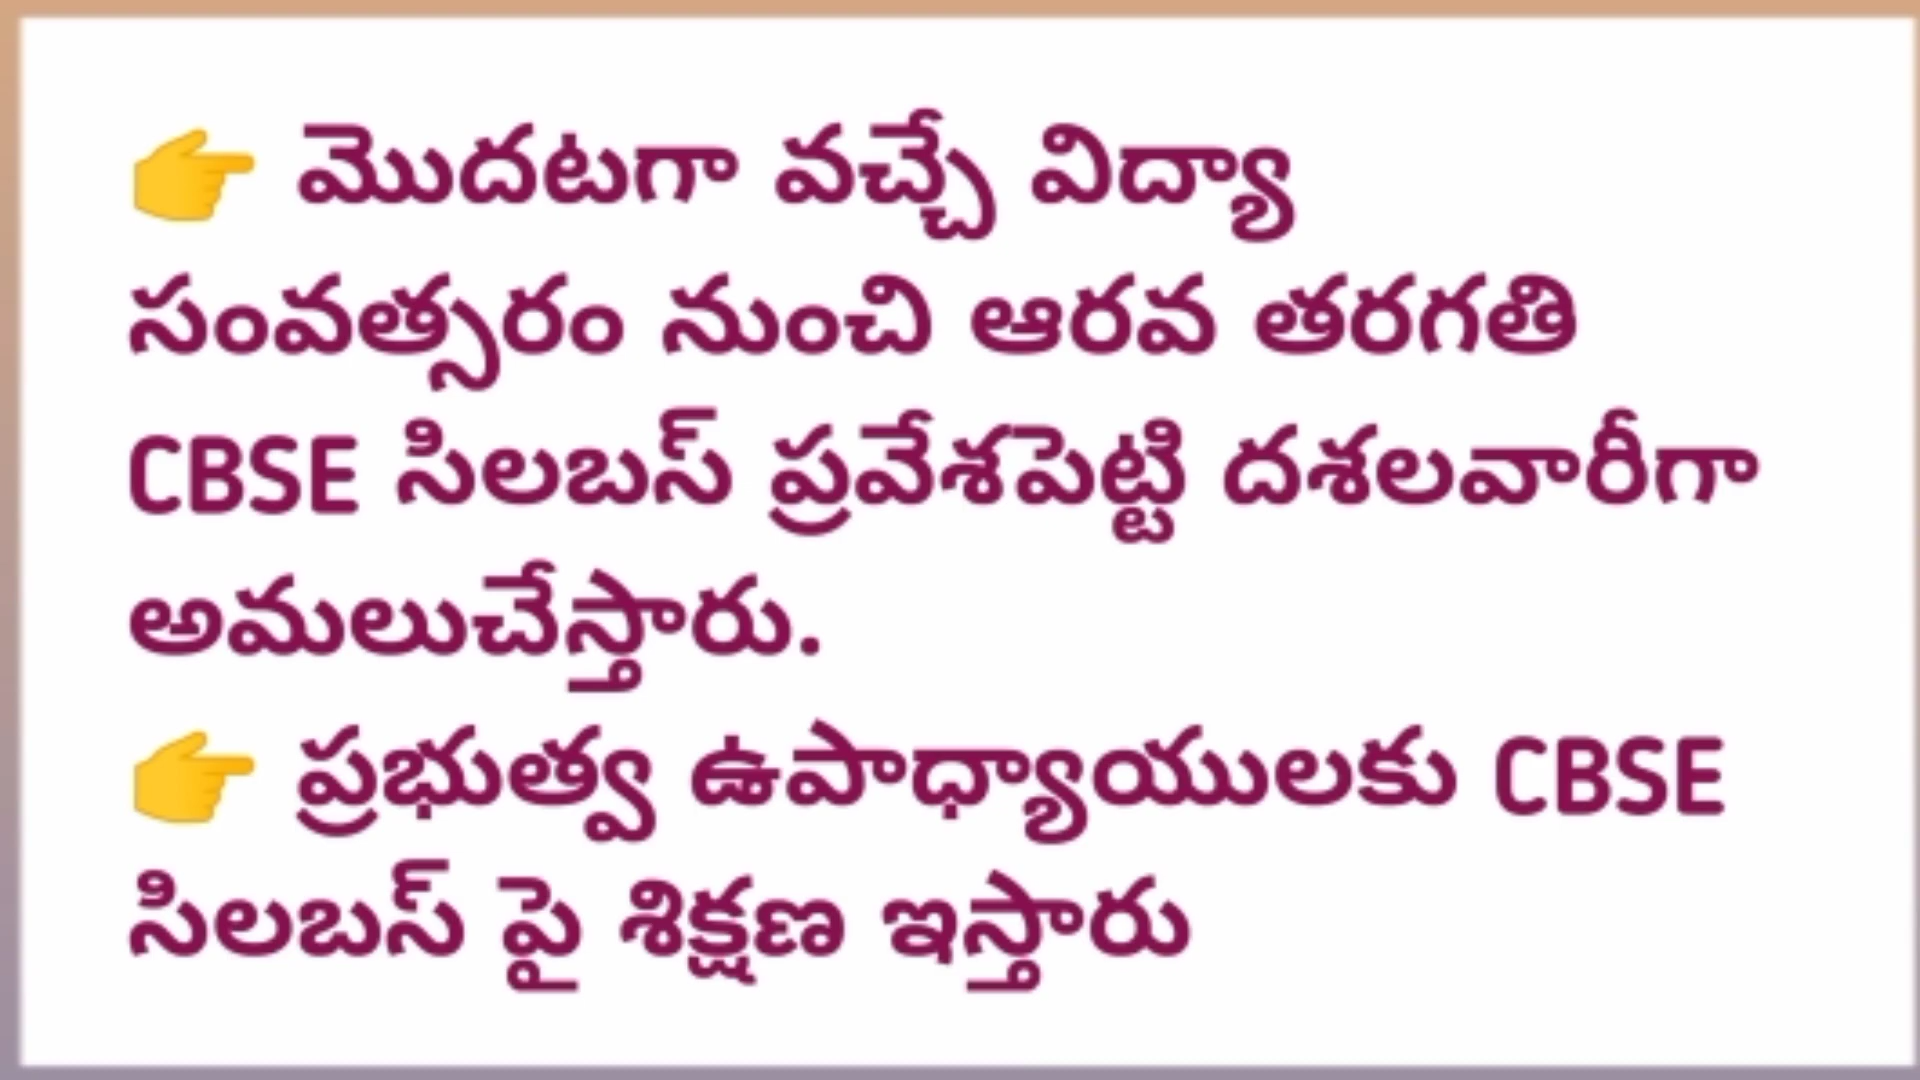 👉 మొదటగా వచ్చే విద్యా
సంవత్సరం నుంచి ఆరవ తరగతి
CBSE సిలబస్ ప్రవేశపెట్టి దశలవారీగా
అమలుచేస్తారు.
👉 ప్రభుత్వ ఉపాధ్యాయులకు CBSE
సిలబస్ పై శిక్షణ ఇస్తారు